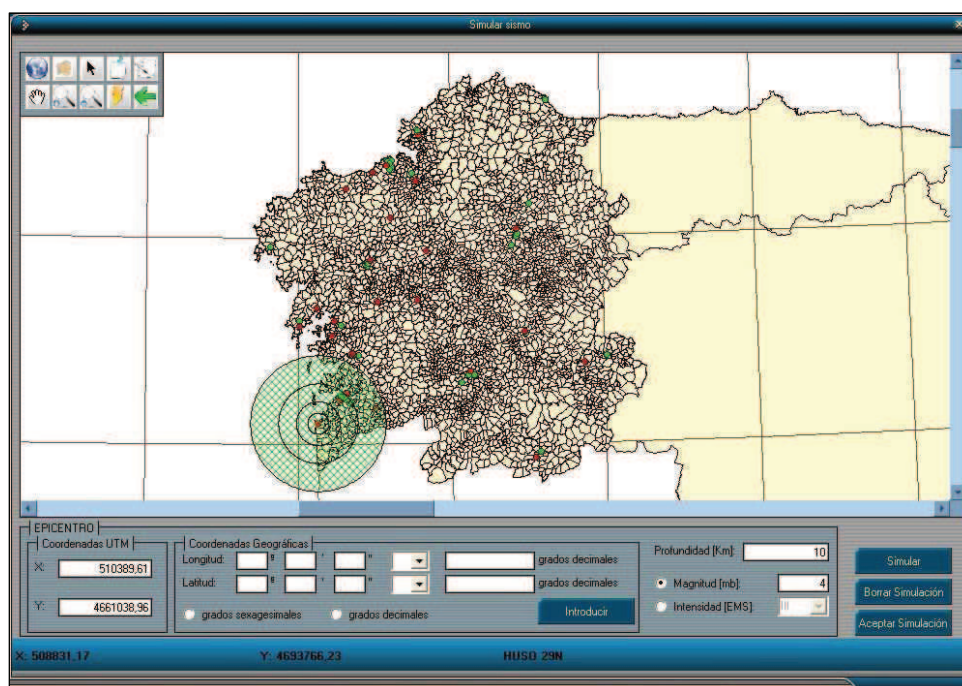 Simular sismo
EPICENTRO
Coordenadas UTM
X: 510389,61
Y: 4661038,96
Coordenadas Geográficas
Longitud: º ' " grados decimales
Latitud: º ' " grados decimales
grados sexagesimales grados decimales Introducir
Profundidad [Km]: 10
Magnitud [mb]: 4
Intensidad [EMS]: III
Simular
Borrar Simulación
Aceptar Simulación
X: 508831,17 Y: 4693766,23 HUSO 29N